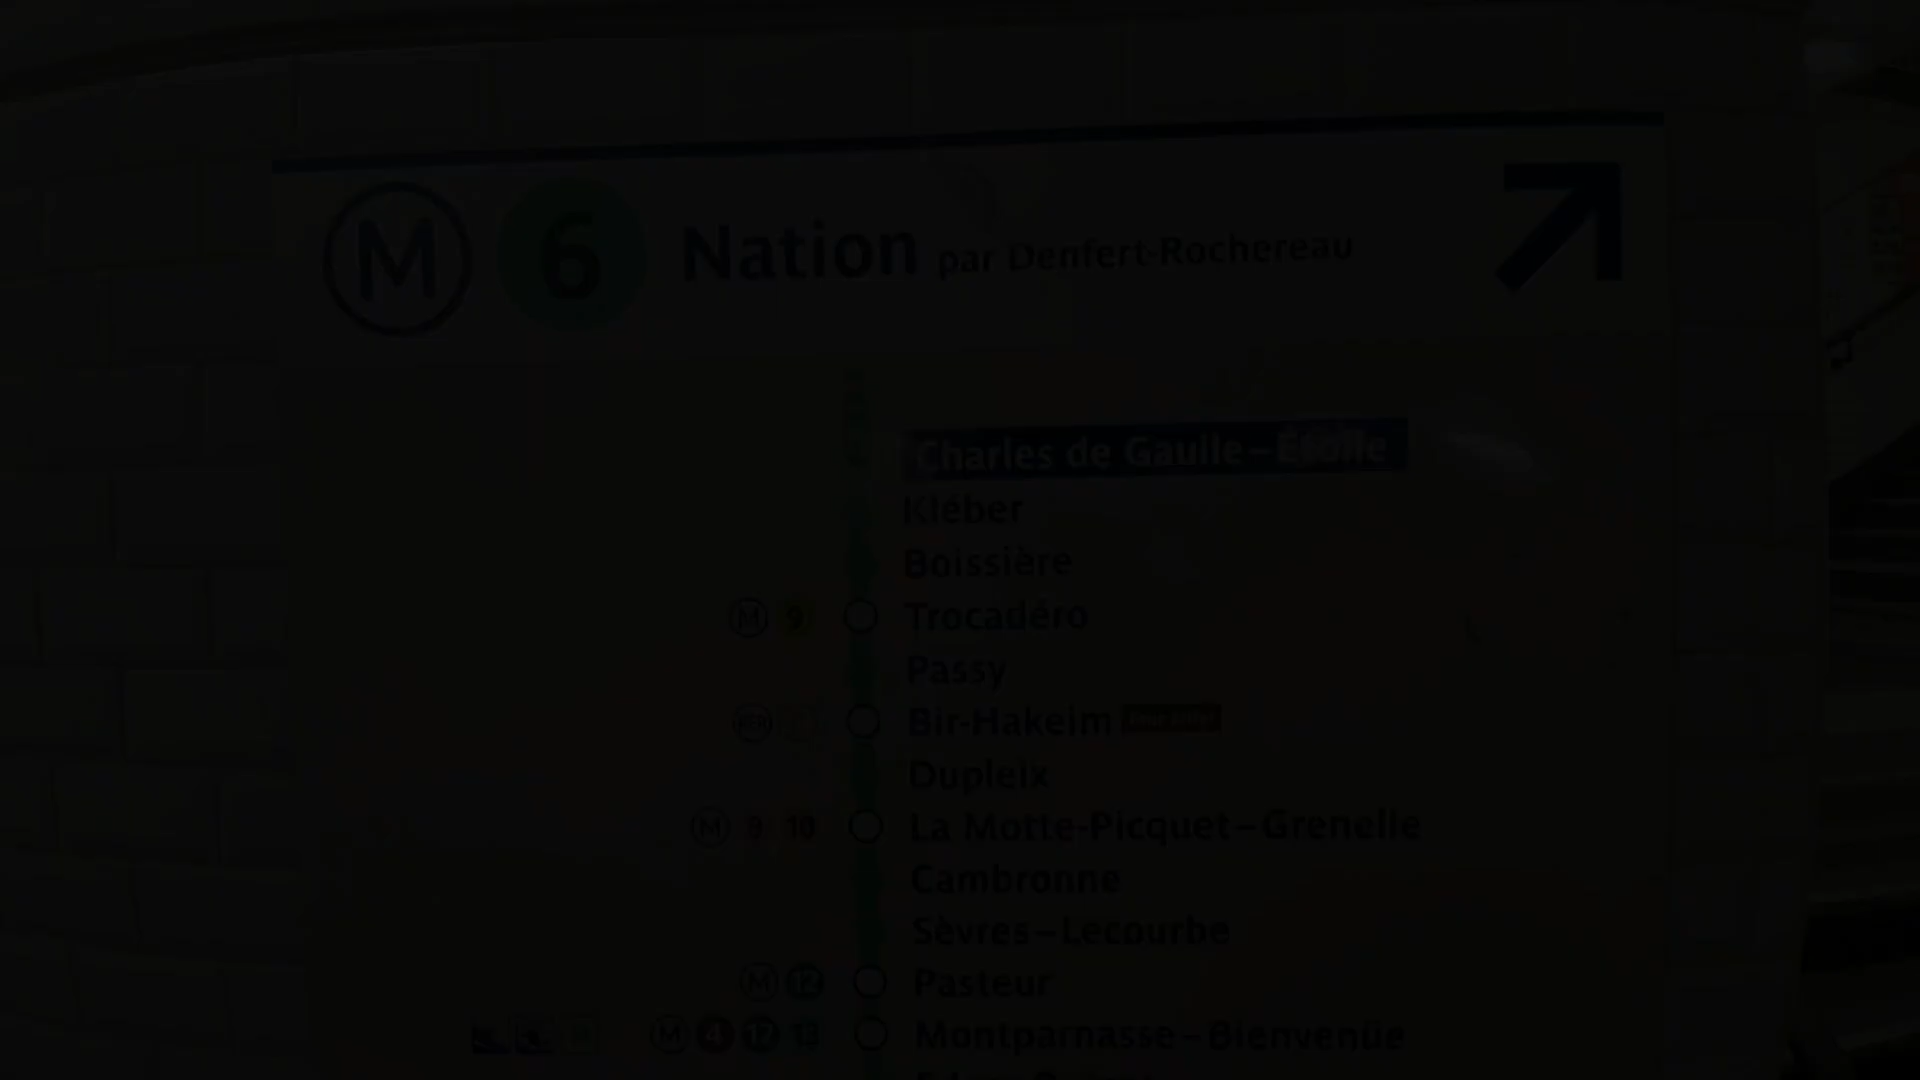 M 6 Nation par Denfert-Rochereau
Charles de Gaulle–Étoile
Kléber
Boissière
M 9 Trocadéro
Passy
RER Bir-Hakeim
Dupleix
M 10 La Motte-Picquet–Grenelle
Cambronne
Sèvres–Lecourbe
M 12 Pasteur
M 4 12 13 Montparnasse–Bienvenüe